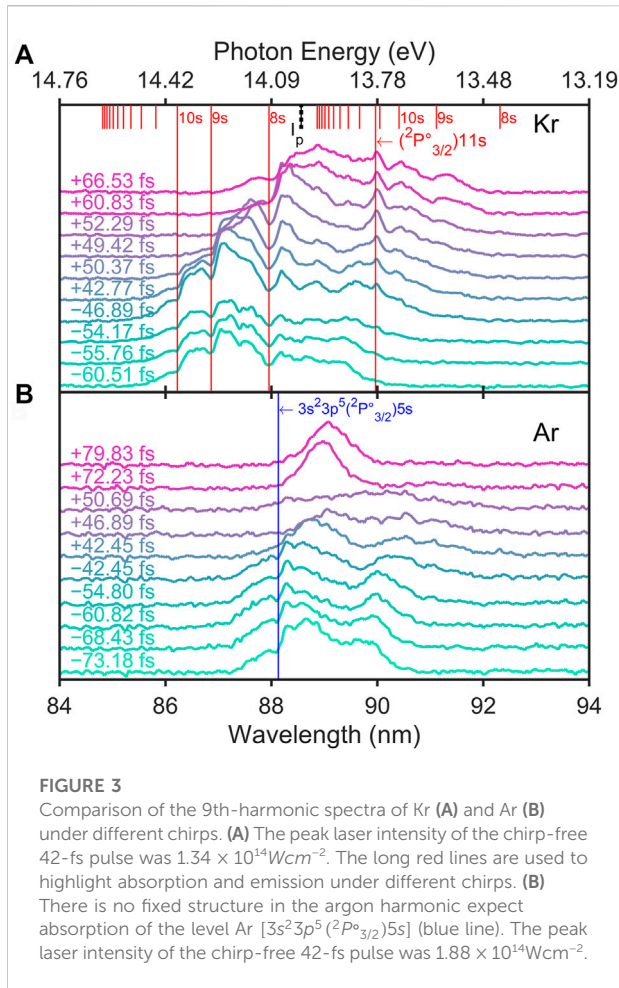 Photon Energy (eV)
A
14.76 14.42 14.09 13.78 13.48 13.19
10s 9s 8s Ip 10s 9s 8s Kr
← (²P°3/2)11s
+66.53 fs
+60.83 fs
+52.29 fs
+49.42 fs
+50.37 fs
+42.77 fs
−46.89 fs
−54.17 fs
−55.76 fs
−60.51 fs
B
← 3s²3p⁵(²P°3/2)5s
Ar
+79.83 fs
+72.23 fs
+50.69 fs
+46.89 fs
+42.45 fs
−42.45 fs
−54.80 fs
−60.82 fs
−68.43 fs
−73.18 fs
84 86 88 90 92 94
Wavelength (nm)
FIGURE 3
Comparison of the 9th-harmonic spectra of Kr (A) and Ar (B)
under different chirps. (A) The peak laser intensity of the chirp-free
42-fs pulse was 1.34 × 10¹⁴Wcm⁻². The long red lines are used to
highlight absorption and emission under different chirps. (B)
There is no fixed structure in the argon harmonic expect
absorption of the level Ar [3s²3p⁵(²P°3/2)5s] (blue line). The peak
laser intensity of the chirp-free 42-fs pulse was 1.88 × 10¹⁴Wcm⁻².